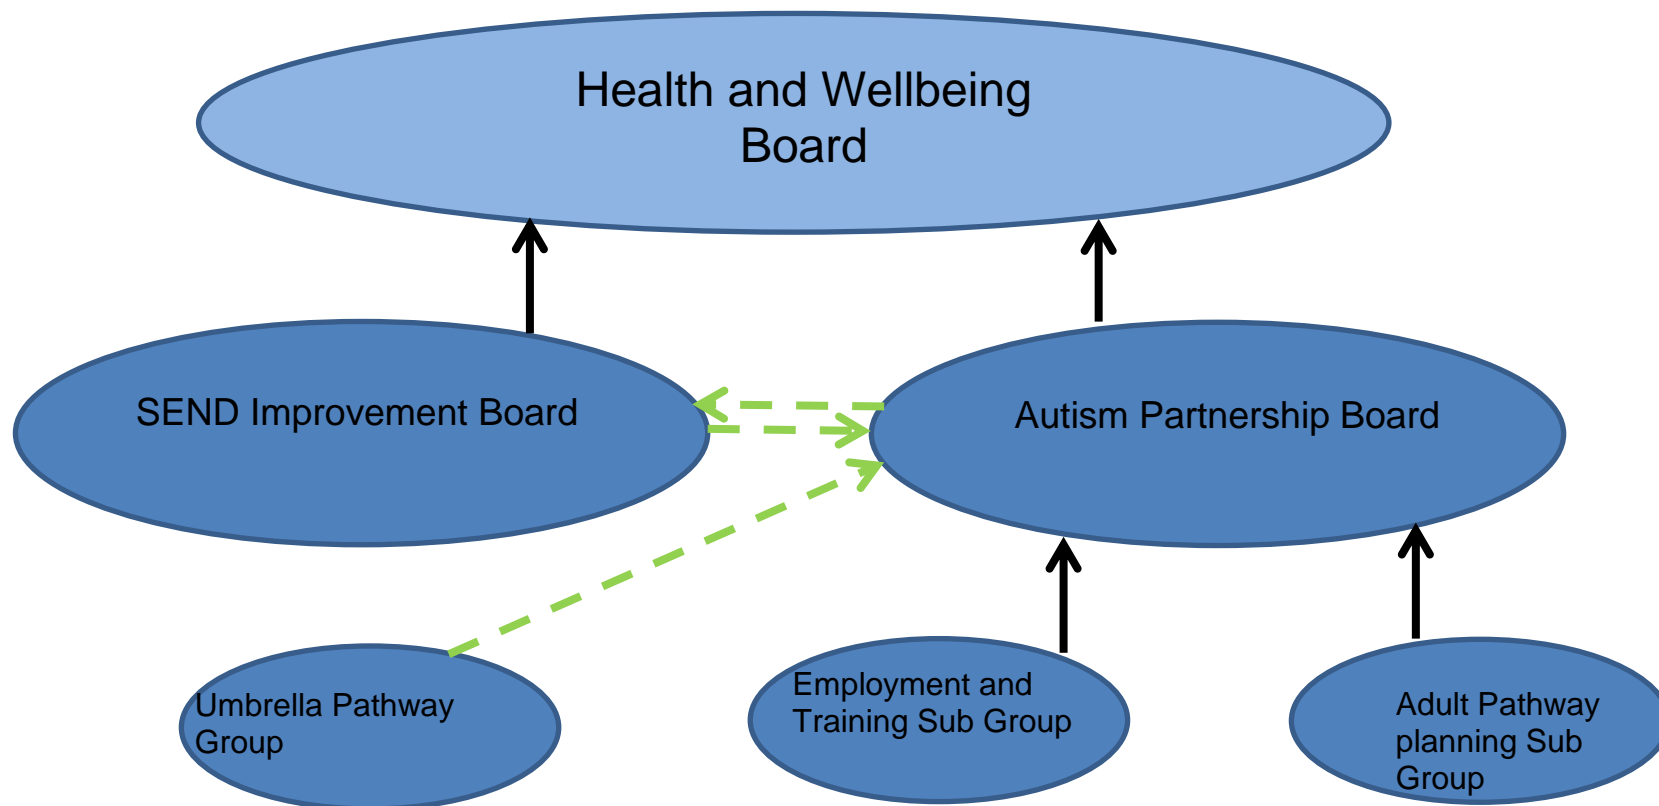 Health and Wellbeing
Board
SEND Improvement Board
Autism Partnership Board
Umbrella Pathway
Group
Employment and
Training Sub Group
Adult Pathway
planning Sub
Group